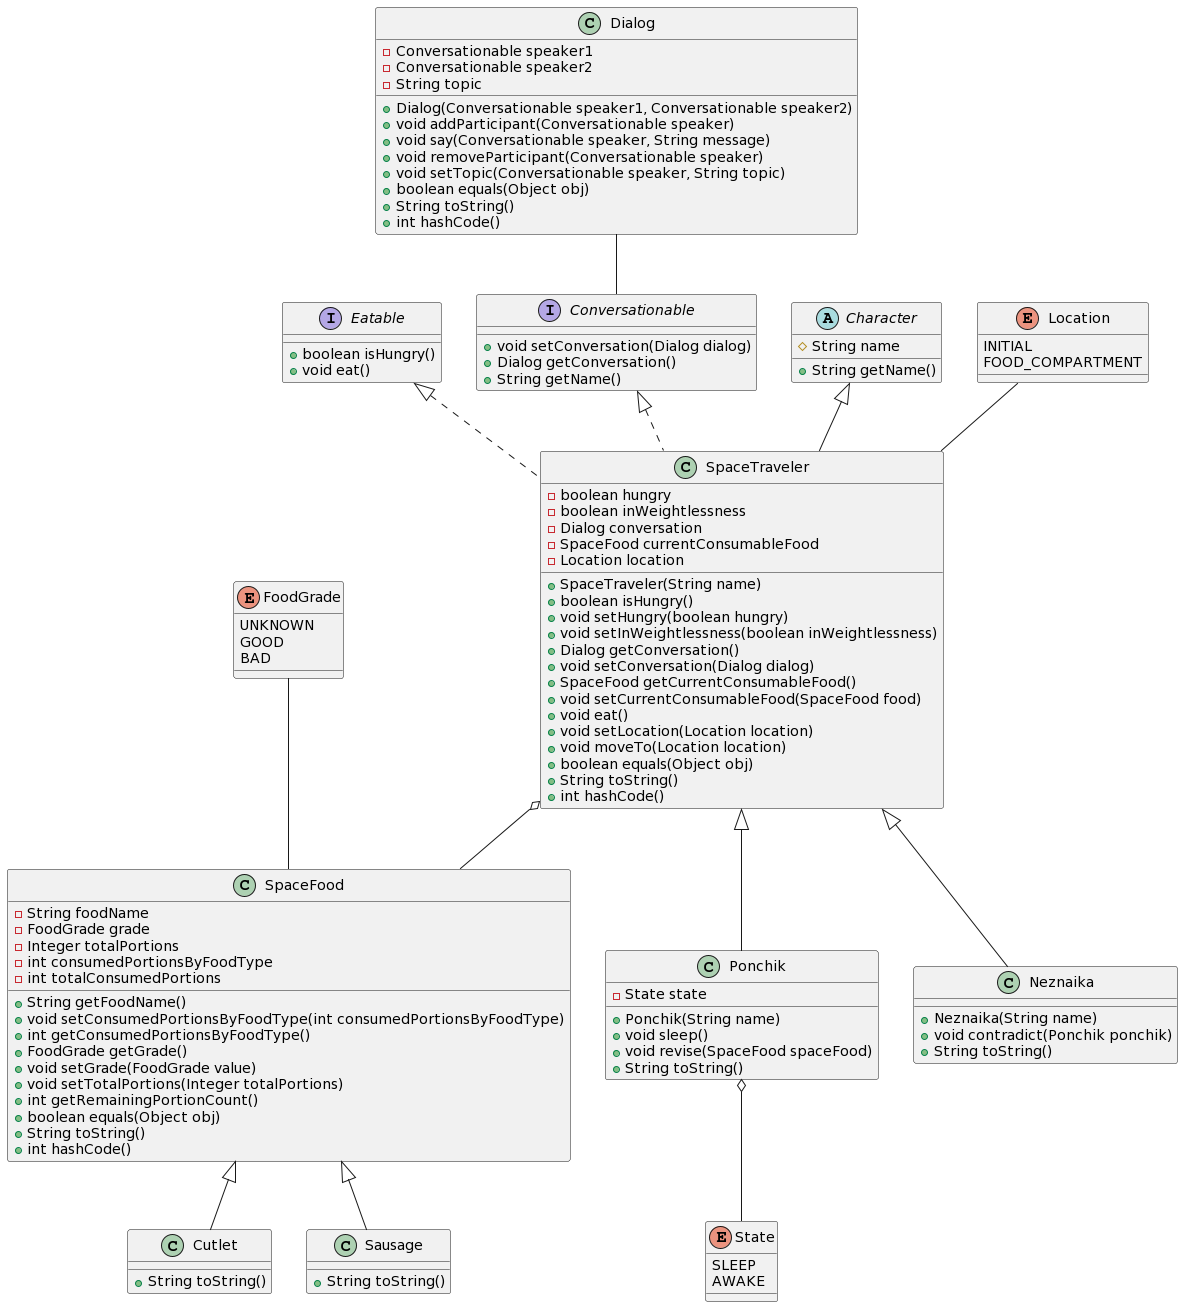 C Dialog
Conversationable speaker1
Conversationable speaker2
String topic
Dialog(Conversationable speaker1, Conversationable speaker2)
void addParticipant(Conversationable speaker)
void say(Conversationable speaker, String message)
void removeParticipant(Conversationable speaker)
void setTopic(Conversationable speaker, String topic)
boolean equals(Object obj)
String toString()
int hashCode()
I Eatable
boolean isHungry()
void eat()
I Conversationable
void setConversation(Dialog dialog)
Dialog getConversation()
String getName()
A Character
String name
String getName()
E Location
INITIAL
FOOD_COMPARTMENT
C SpaceTraveler
boolean hungry
boolean inWeightlessness
Dialog conversation
SpaceFood currentConsumableFood
Location location
SpaceTraveler(String name)
boolean isHungry()
void setHungry(boolean hungry)
void setInWeightlessness(boolean inWeightlessness)
Dialog getConversation()
void setConversation(Dialog dialog)
SpaceFood getCurrentConsumableFood()
void setCurrentConsumableFood(SpaceFood food)
void eat()
void setLocation(Location location)
void moveTo(Location location)
boolean equals(Object obj)
String toString()
int hashCode()
E FoodGrade
UNKNOWN
GOOD
BAD
C SpaceFood
String foodName
FoodGrade grade
Integer totalPortions
int consumedPortionsByFoodType
int totalConsumedPortions
String getFoodName()
void setConsumedPortionsByFoodType(int consumedPortionsByFoodType)
int getConsumedPortionsByFoodType()
FoodGrade getGrade()
void setGrade(FoodGrade value)
void setTotalPortions(Integer totalPortions)
int getRemainingPortionCount()
boolean equals(Object obj)
String toString()
int hashCode()
C Ponchik
State state
Ponchik(String name)
void sleep()
void revise(SpaceFood spaceFood)
String toString()
C Neznaika
Neznaika(String name)
void contradict(Ponchik ponchik)
String toString()
C Cutlet
String toString()
C Sausage
String toString()
E State
SLEEP
AWAKE